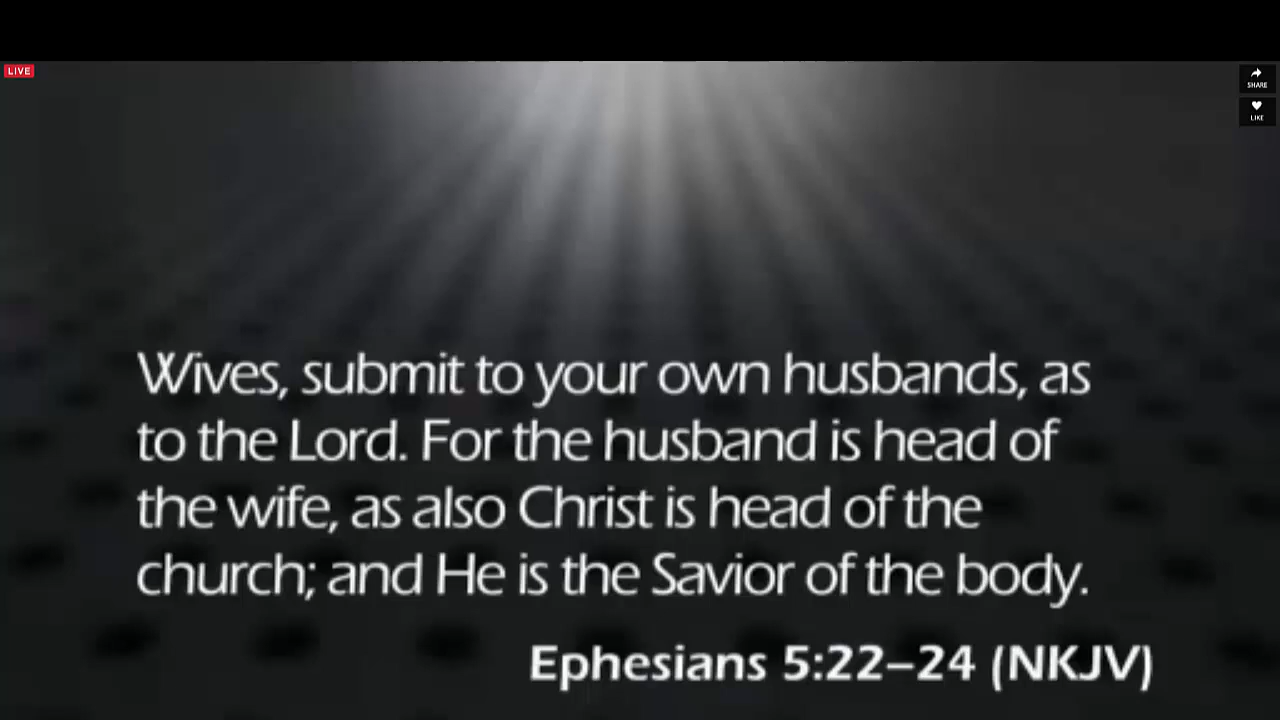 LIVE
SHARE
LIKE
Wives, submit to your own husbands, as
to the Lord. For the husband is head of
the wife, as also Christ is head of the
church; and He is the Savior of the body.
Ephesians 5:22–24 (NKJV)